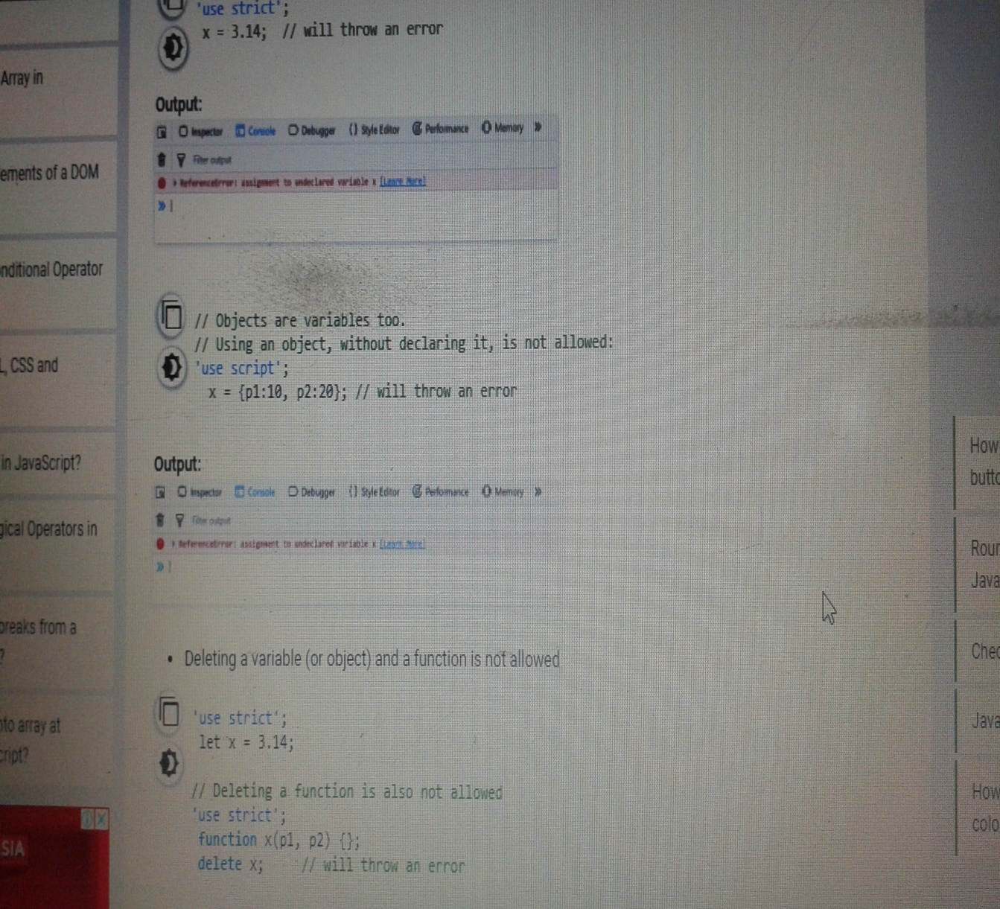 'use strict';
x = 3.14; // will throw an error
Array in
Output:
Inspector Console Debugger {} Style Editor Performance Memory »
Filter output
ReferenceError: assignment to undeclared variable x [Learn More]
»
ements of a DOM
nditional Operator
// Objects are variables too.
// Using an object, without declaring it, is not allowed:
'use script';
x = {p1:10, p2:20}; // will throw an error
L, CSS and
in JavaScript?
Output:
Inspector Console Debugger {} Style Editor Performance Memory »
Filter output
ReferenceError: assignment to undeclared variable x [Learn More]
»
gical Operators in
breaks from a
?
• Deleting a variable (or object) and a function is not allowed
'use strict';
let x = 3.14;
// Deleting a function is also not allowed
'use strict';
function x(p1, p2) {};
delete x; // will throw an error
nto array at
cript?
SIA
How
butto
Roun
Java
Chec
Java
How
colo